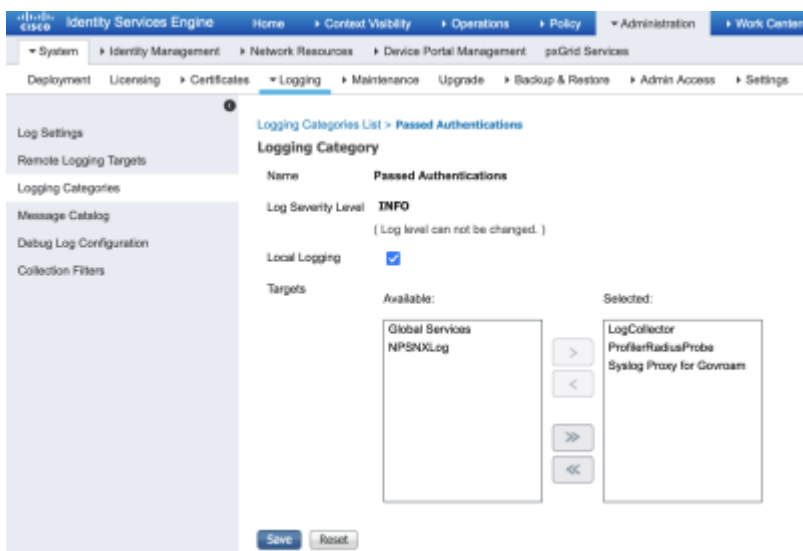 cisco Identity Services Engine Home Context Visibility Operations Policy Administration Work Center
System Identity Management Network Resources Device Portal Management pxGrid Services
Deployment Licensing Certificates Logging Maintenance Upgrade Backup & Restore Admin Access Settings
Log Settings
Remote Logging Targets
Logging Categories
Message Catalog
Debug Log Configuration
Collection Filters
Logging Categories List > Passed Authentications
Logging Category
Name Passed Authentications
Log Severity Level INFO
( Log level can not be changed. )
Local Logging
Targets
Available: Selected:
Global Services
NPSNXLog
>
<
»
«
LogCollector
ProfilerRadiusProbe
Syslog Proxy for Govroam
Save Reset